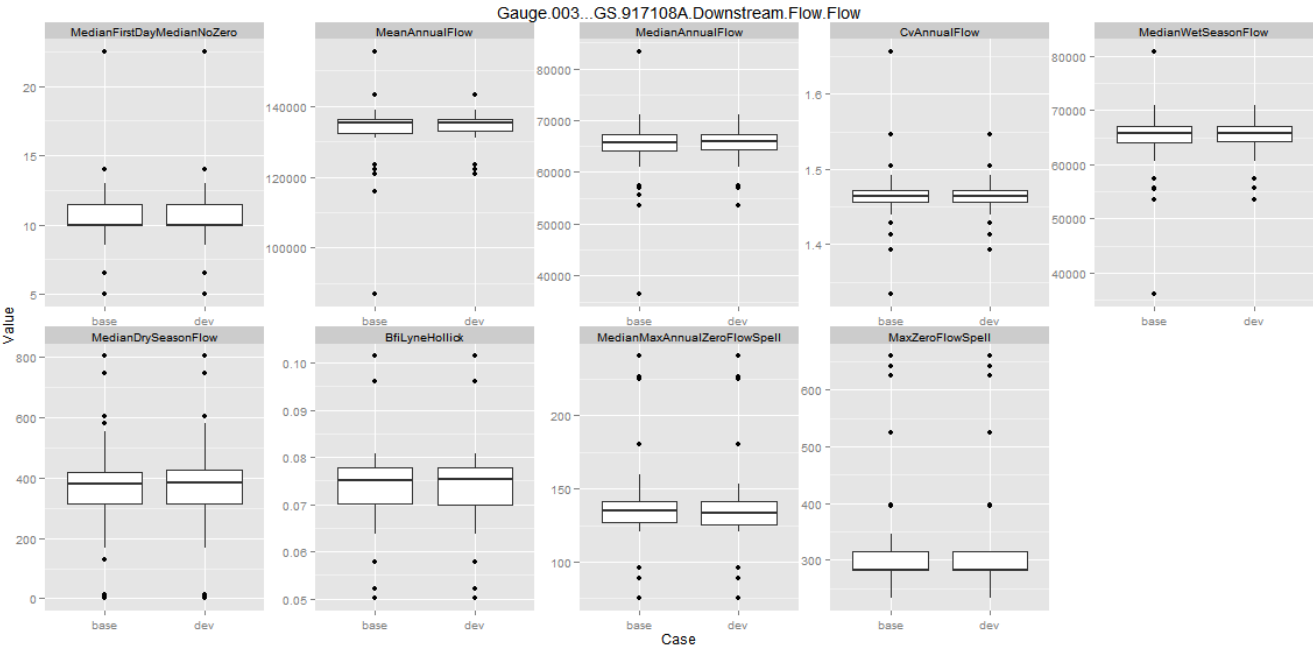 Gauge.003...GS.917108A.Downstream.Flow.Flow
MedianFirstDayMedianNoZero
MeanAnnualFlow
MedianAnnualFlow
CvAnnualFlow
MedianWetSeasonFlow
20
15
10
5
140000
120000
100000
80000
70000
60000
50000
40000
1.6
1.5
1.4
80000
70000
60000
40000
base dev
base dev
base dev
base dev
base dev
Value
MedianDrySeasonFlow
BfiLyneHollick
MedianMaxAnnualZeroFlowSpell
MaxZeroFlowSpell
800
600
400
200
0
0.10
0.09
0.08
0.07
0.06
0.05
200
150
100
600
500
400
300
base dev
base dev
base dev
base dev
Case